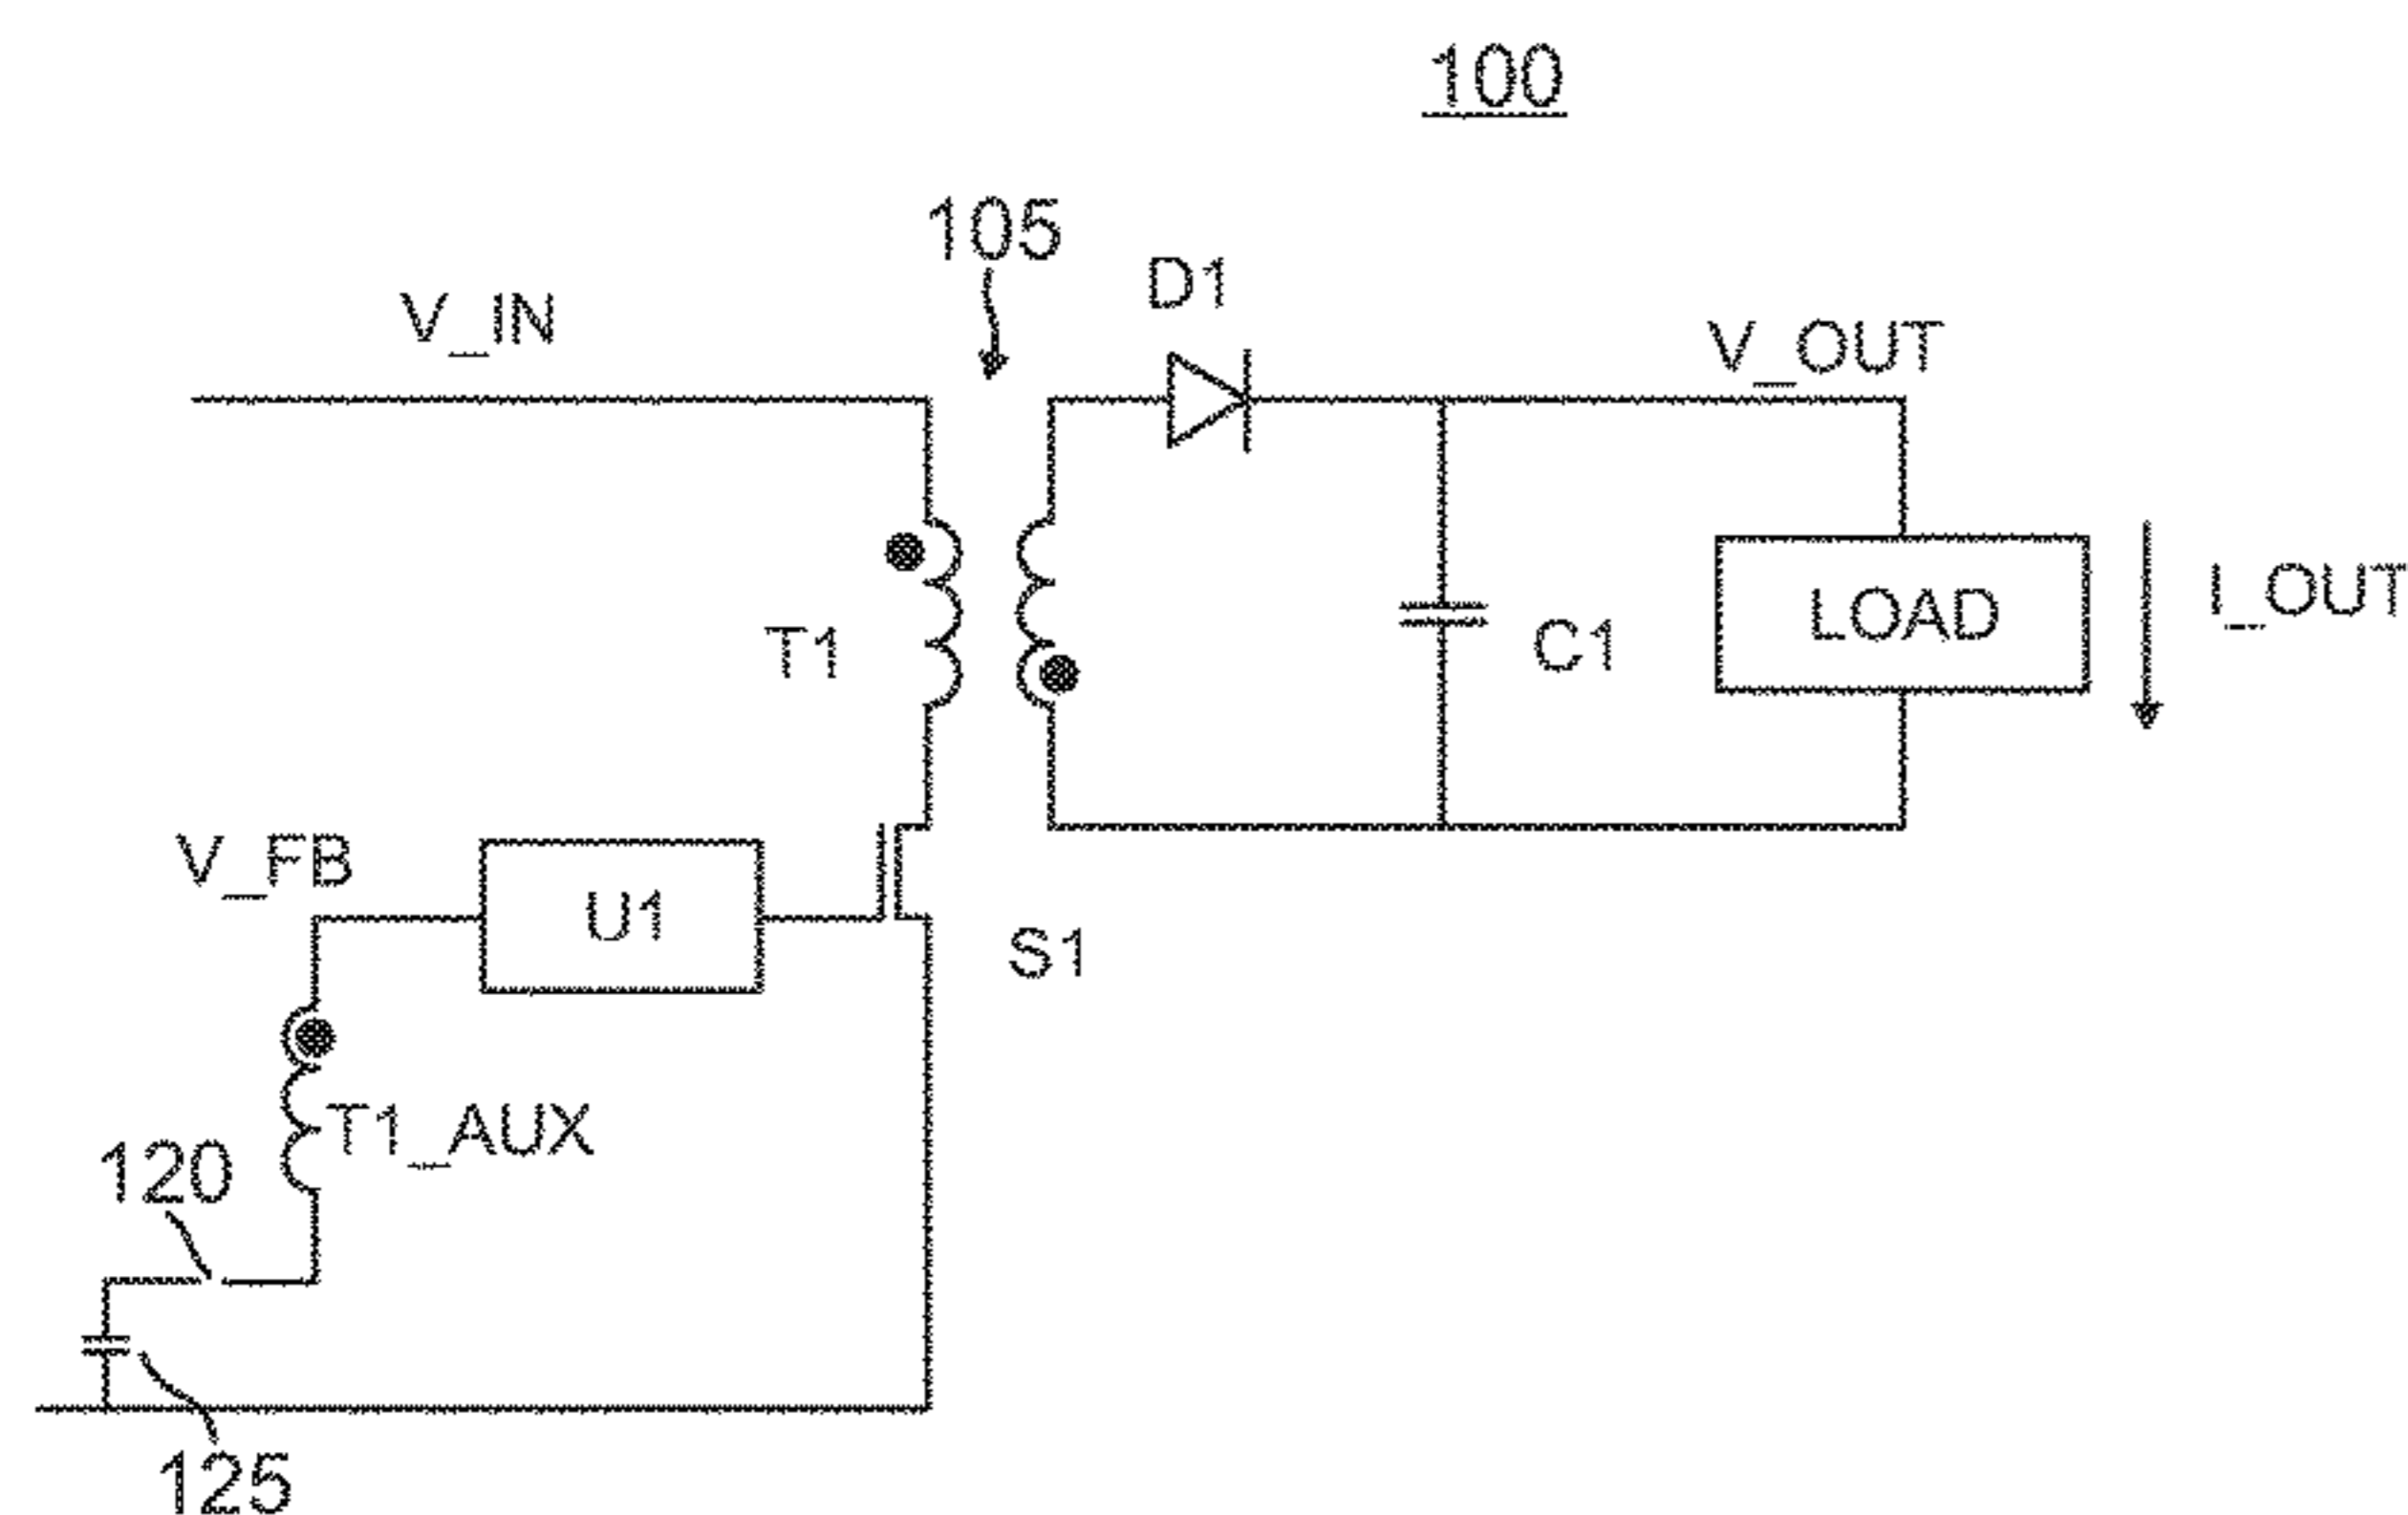 100
105
D1
V_IN
V_OUT
T1
C1
LOAD
I_OUT
V_FB
U1
S1
T1_AUX
120
125